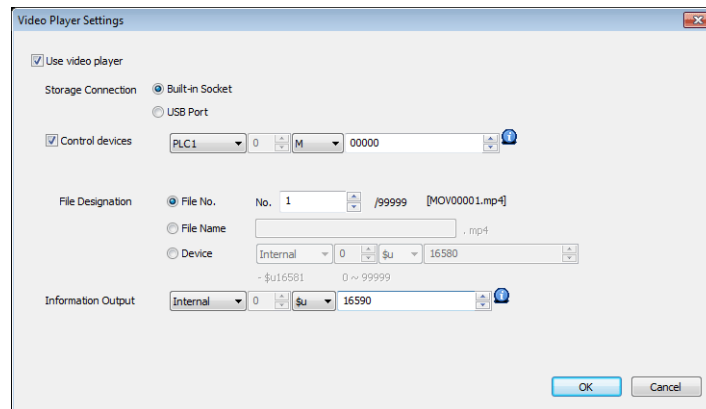 Video Player Settings
Use video player
Storage Connection Built-in Socket
USB Port
Control devices PLC1 0 M 00000
File Designation File No. No. 1 /99999 [MOV00001.mp4]
File Name . mp4
Device Internal 0 $u 16580
- $u16581 0 ~ 99999
Information Output Internal 0 $u 16590
OK Cancel